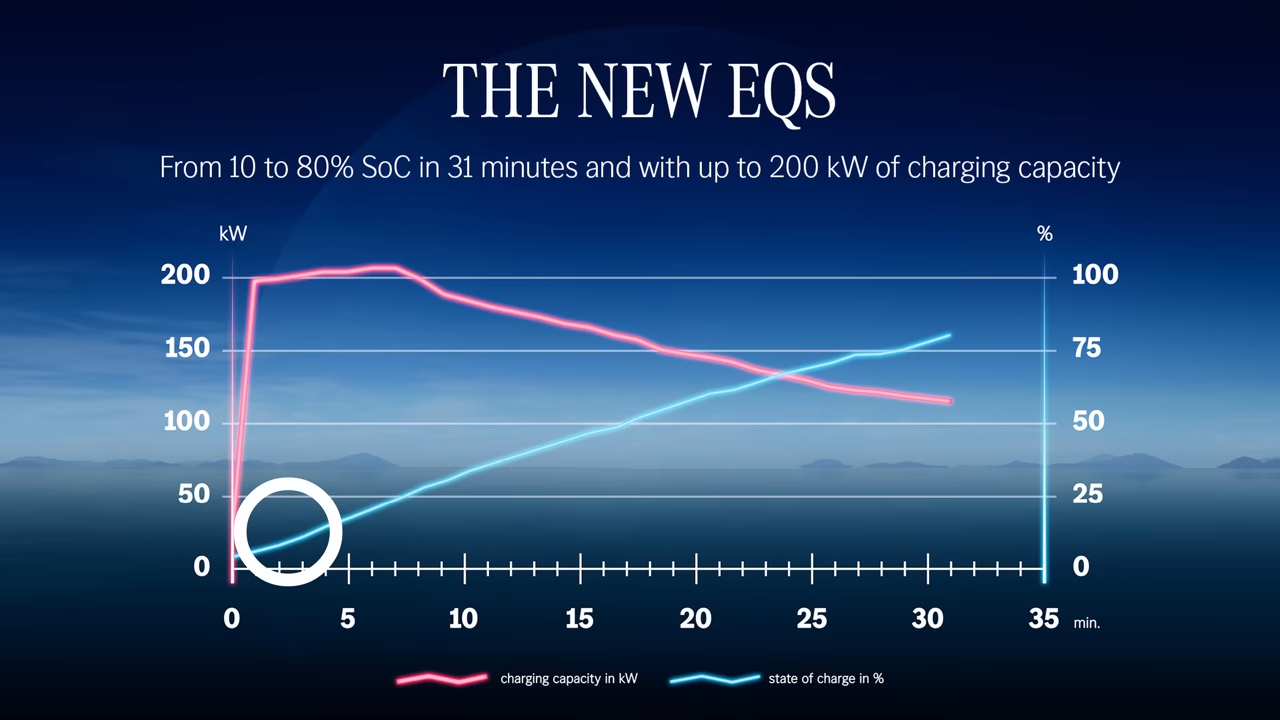 THE NEW EQS
From 10 to 80% SoC in 31 minutes and with up to 200 kW of charging capacity
kW %
200 100
150 75
100 50
50 25
0 0
0 5 10 15 20 25 30 35 min.
charging capacity in kW state of charge in %